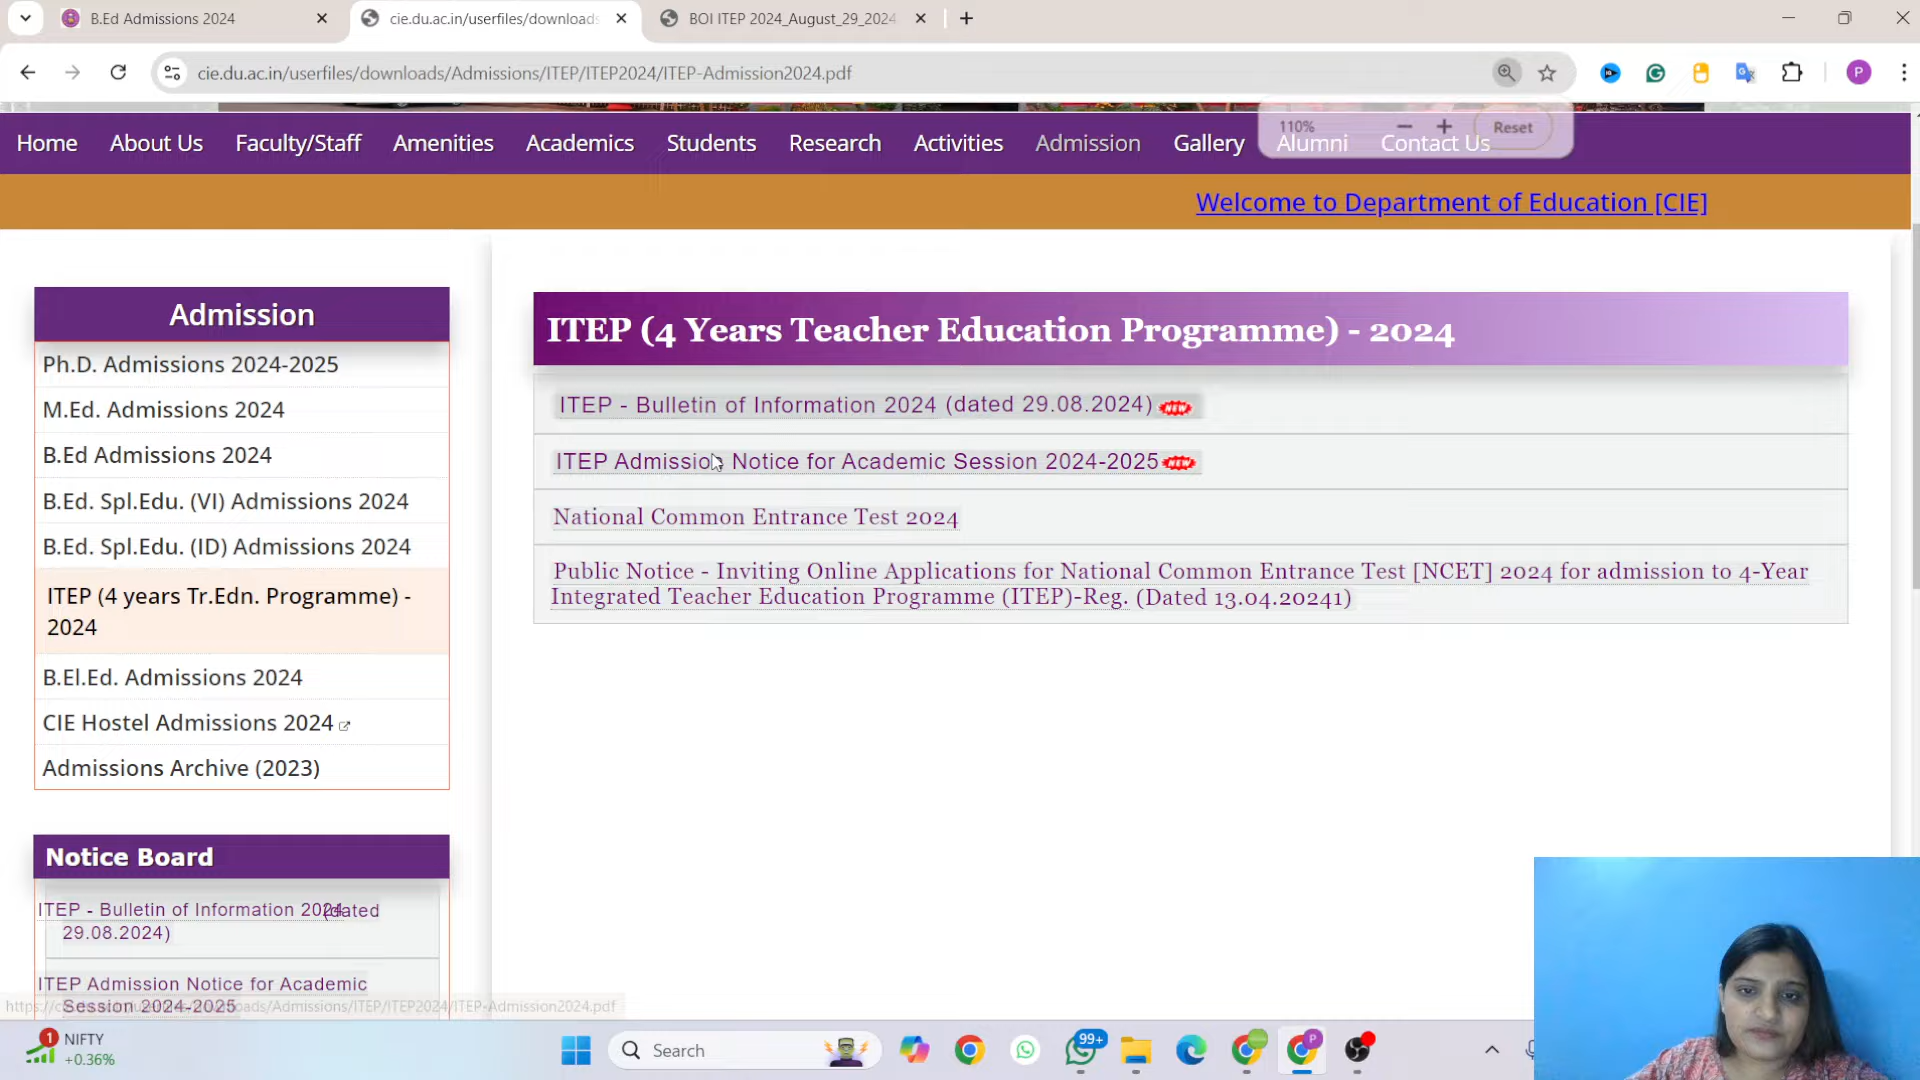 B.Ed Admissions 2024
cie.du.ac.in/userfiles/downloads
BOI ITEP 2024_August_29_2024
cie.du.ac.in/userfiles/downloads/Admissions/ITEP/ITEP2024/ITEP-Admission2024.pdf
P
110%
Reset
Home
About Us
Faculty/Staff
Amenities
Academics
Students
Research
Activities
Admission
Gallery
Alumni
Contact Us
Welcome to Department of Education [CIE]
Admission
Ph.D. Admissions 2024-2025
M.Ed. Admissions 2024
B.Ed Admissions 2024
B.Ed. Spl.Edu. (VI) Admissions 2024
B.Ed. Spl.Edu. (ID) Admissions 2024
ITEP (4 years Tr.Edn. Programme) -
2024
B.El.Ed. Admissions 2024
CIE Hostel Admissions 2024
Admissions Archive (2023)
ITEP (4 Years Teacher Education Programme) - 2024
ITEP - Bulletin of Information 2024 (dated 29.08.2024) NEW
ITEP Admission Notice for Academic Session 2024-2025 NEW
National Common Entrance Test 2024
Public Notice - Inviting Online Applications for National Common Entrance Test [NCET] 2024 for admission to 4-Year
Integrated Teacher Education Programme (ITEP)-Reg. (Dated 13.04.20241)
Notice Board
ITEP - Bulletin of Information 2024 (dated
29.08.2024)
ITEP Admission Notice for Academic
Session 2024-2025
NIFTY
+0.36%
1
Search
99+
P